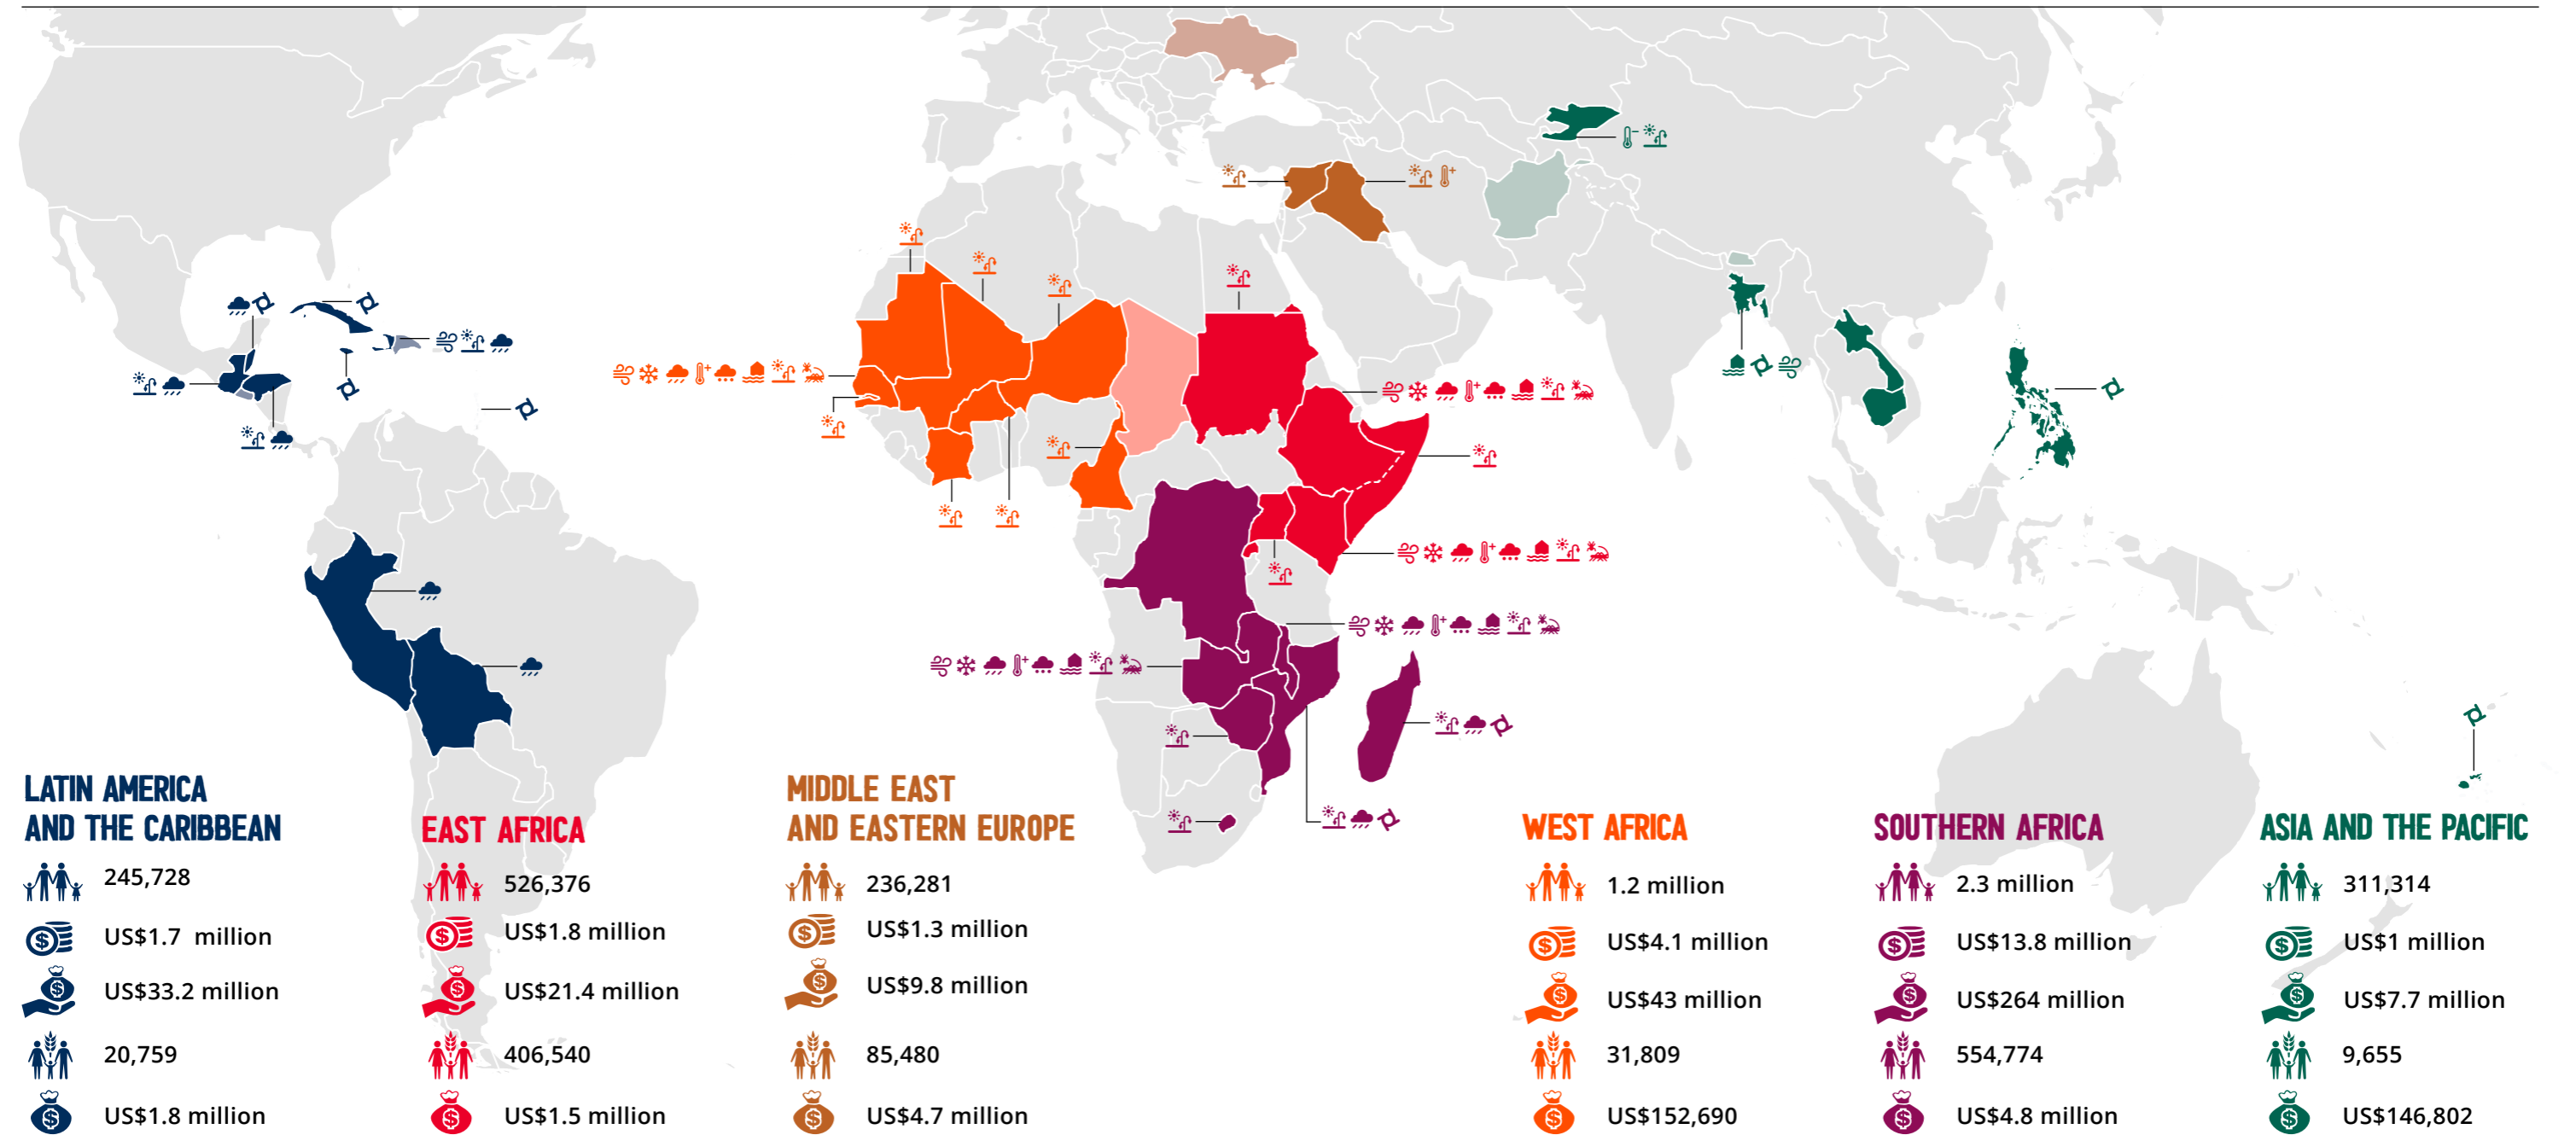 LATIN AMERICA
AND THE CARIBBEAN
245,728
US$1.7 million
US$33.2 million
20,759
US$1.8 million
EAST AFRICA
526,376
US$1.8 million
US$21.4 million
406,540
US$1.5 million
MIDDLE EAST
AND EASTERN EUROPE
236,281
US$1.3 million
US$9.8 million
85,480
US$4.7 million
WEST AFRICA
1.2 million
US$4.1 million
US$43 million
31,809
US$152,690
SOUTHERN AFRICA
2.3 million
US$13.8 million
US$264 million
554,774
US$4.8 million
ASIA AND THE PACIFIC
311,314
US$1 million
US$7.7 million
9,655
US$146,802